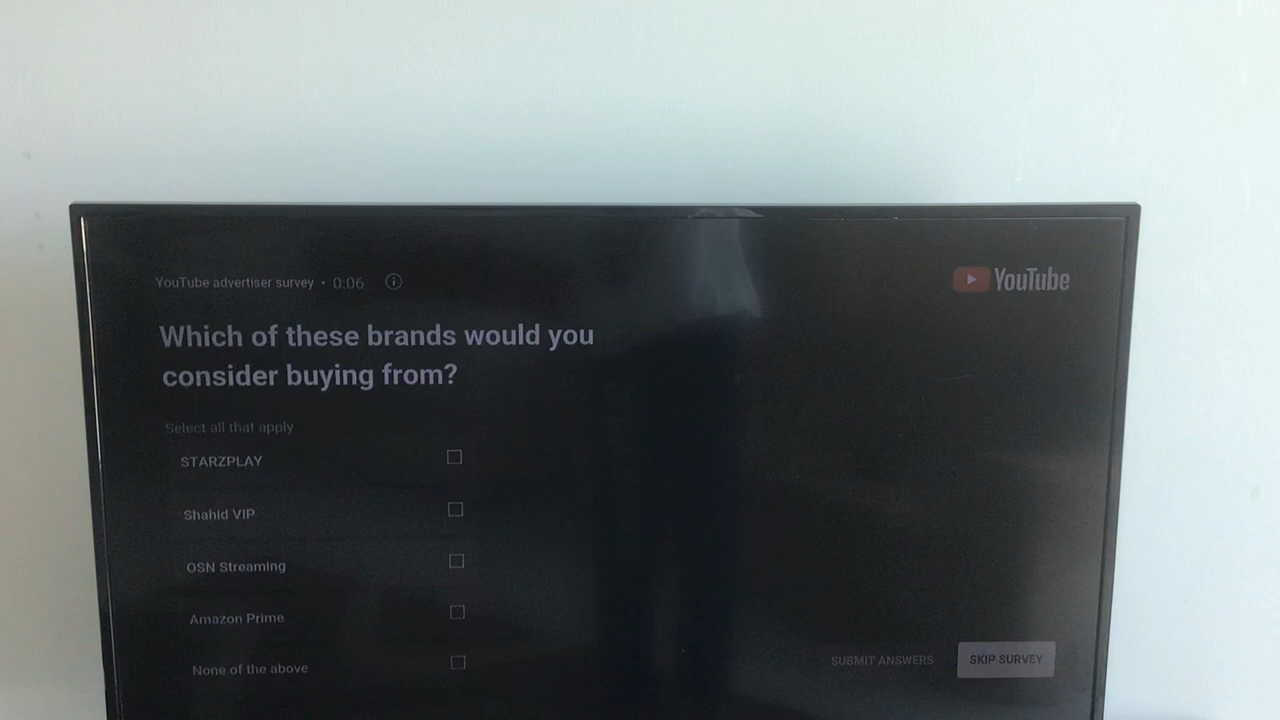 YouTube advertiser survey • 0:06
YouTube
Which of these brands would you
consider buying from?
Select all that apply
STARZPLAY
Shahid VIP
OSN Streaming
Amazon Prime
None of the above
SUBMIT ANSWERS
SKIP SURVEY